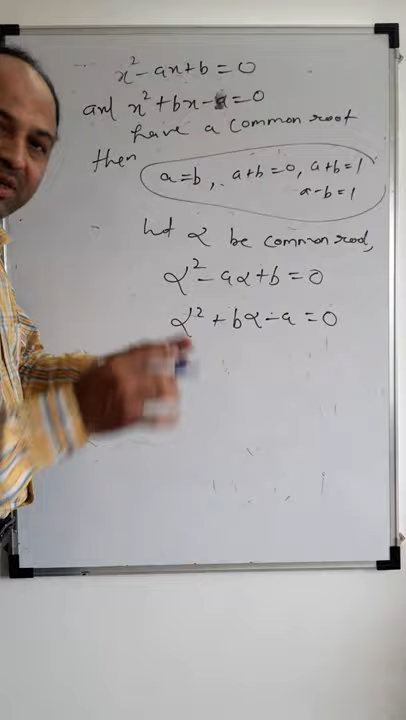 x² - ax + b = 0
and x² + bx - a = 0
have a common root
then
a = b, a + b = 0, a + b = 1
a - b = 1
Let α be common root,
α² - aα + b = 0
α² + bα - a = 0